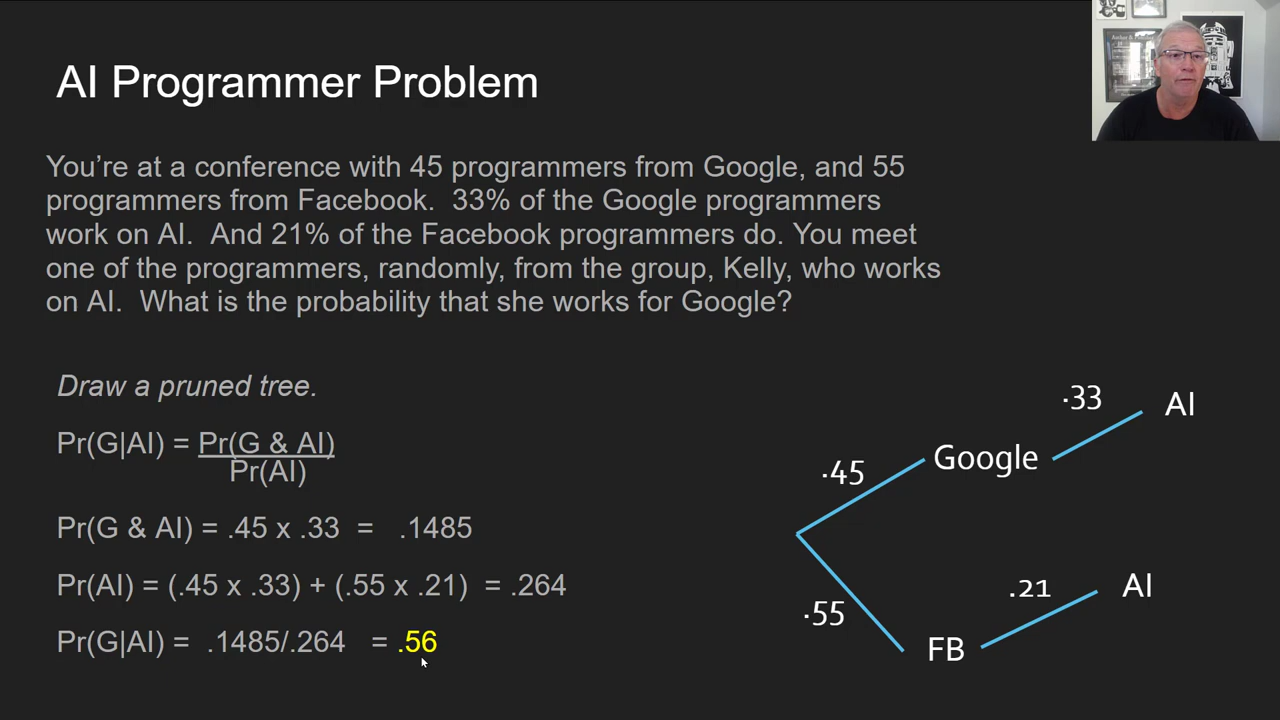 AI Programmer Problem
You’re at a conference with 45 programmers from Google, and 55
programmers from Facebook.  33% of the Google programmers
work on AI.  And 21% of the Facebook programmers do. You meet
one of the programmers, randomly, from the group, Kelly, who works
on AI.  What is the probability that she works for Google?
Draw a pruned tree.
Pr(G|AI) = Pr(G & AI)
Pr(AI)
Pr(G & AI) = .45 x .33  =   .1485
Pr(AI) = (.45 x .33) + (.55 x .21)  = .264
Pr(G|AI) =  .1485/.264   = .56
.33
AI
.45
Google
.21
AI
.55
FB